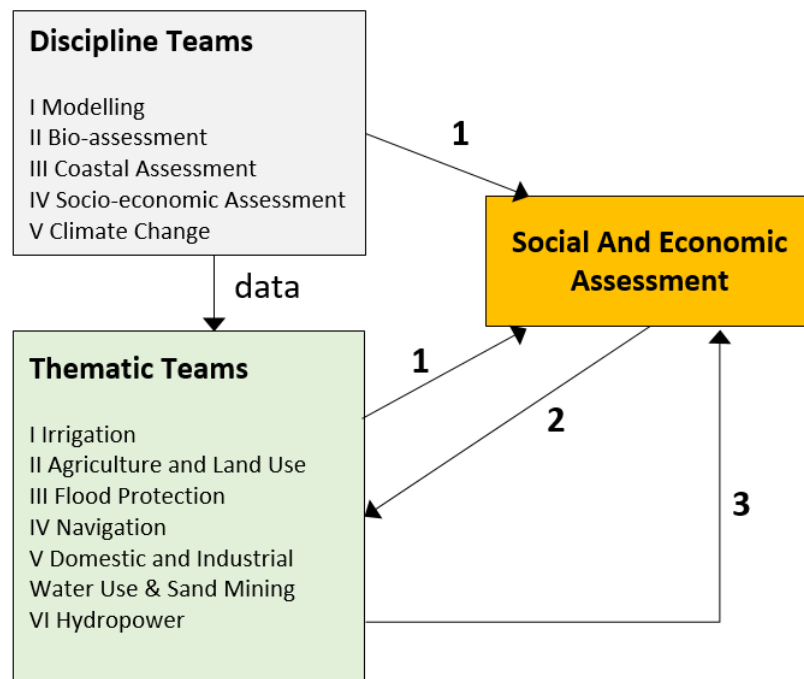 Discipline Teams
I Modelling
II Bio-assessment
III Coastal Assessment
IV Socio-economic Assessment
V Climate Change
1
Social And Economic
Assessment
data
Thematic Teams
I Irrigation
II Agriculture and Land Use
III Flood Protection
IV Navigation
V Domestic and Industrial
Water Use & Sand Mining
VI Hydropower
1
2
3